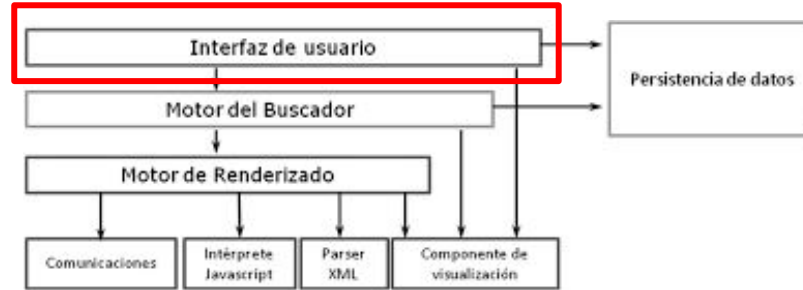 Interfaz de usuario
Persistencia de datos
Motor del Buscador
Motor de Renderizado
Comunicaciones
Intérprete
Javascript
Parser
XML
Componente de
visualización